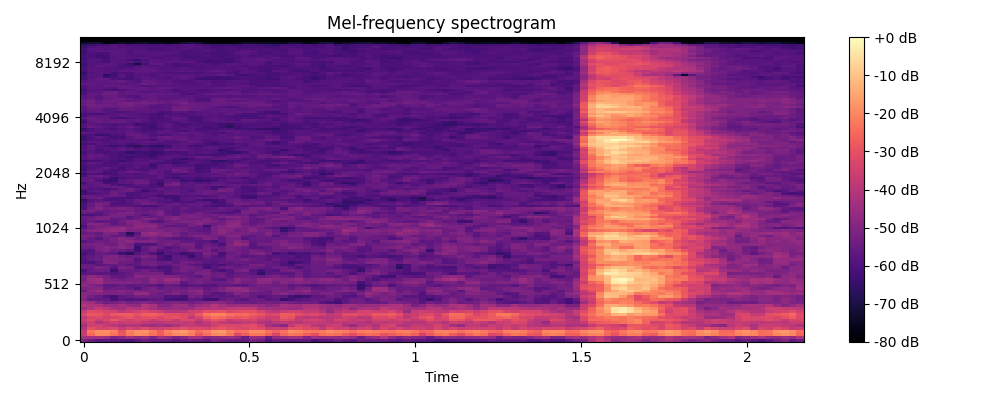 Mel-frequency spectrogram
Hz
8192
4096
2048
1024
512
0
0
0.5
1
1.5
2
Time
+0 dB
-10 dB
-20 dB
-30 dB
-40 dB
-50 dB
-60 dB
-70 dB
-80 dB